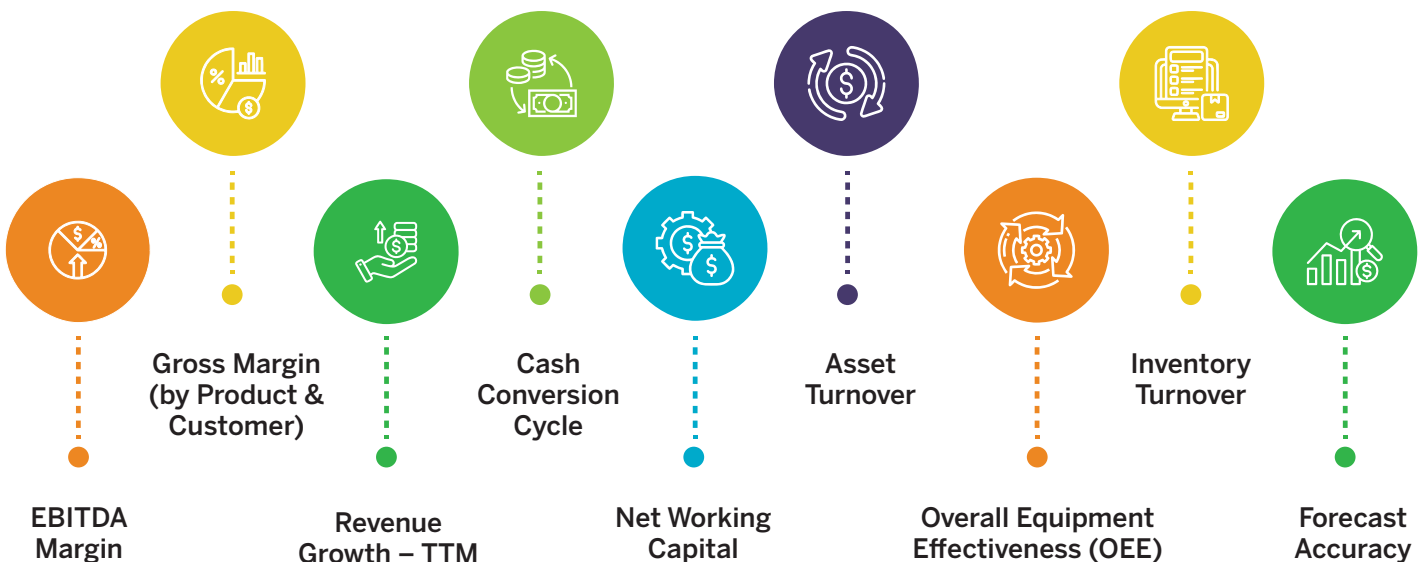 EBITDA
Margin
Gross Margin
(by Product &
Customer)
Revenue
Growth – TTM
Cash
Conversion
Cycle
Net Working
Capital
Asset
Turnover
Overall Equipment
Effectiveness (OEE)
Inventory
Turnover
Forecast
Accuracy
$
%
%
$
$
$
$
$
$